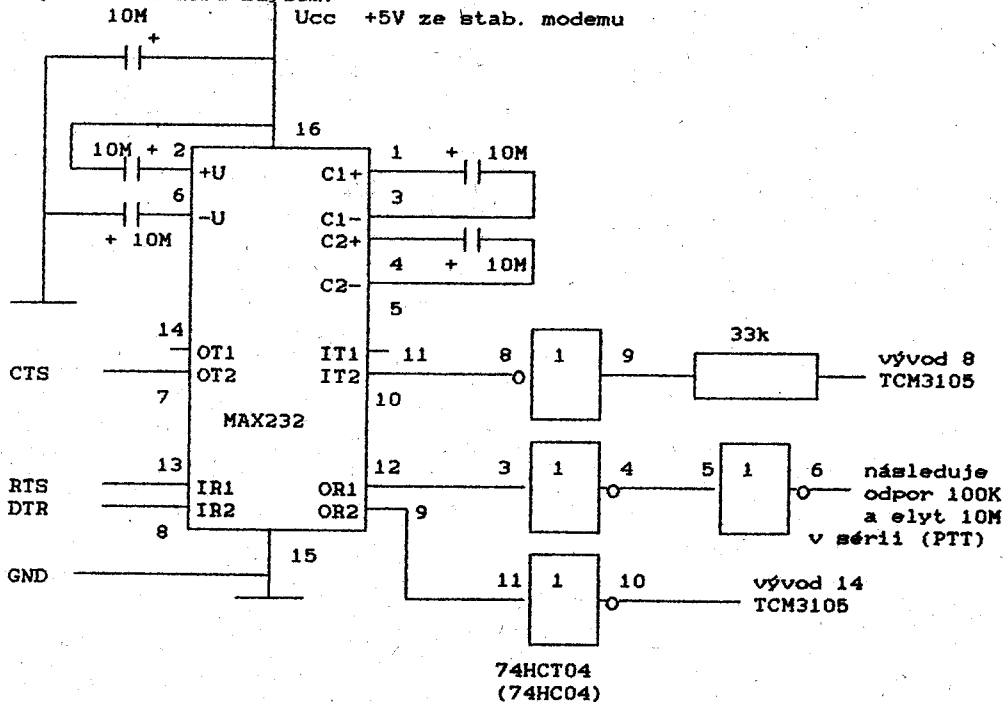 10M
Ucc +5V ze stab. modemu
+
16
10M + 2
1 + 10M
+U C1+
6 3
-U C1-
C2+
+ 10M
4 + 10M
C2-
5
14
OT1 IT1 11 8 1 9 33k
vývod 8
CTS OT2 IT2 TCM3105
7 10
MAX232
13 12 3 1 4 5 1 6 následuje
RTS IR1 OR1 odpor 100K
DTR IR2 OR2 9 a elyt 10M
8 v sérii (PTT)
15
GND 11 1 10 vývod 14
TCM3105
74HCT04
(74HC04)